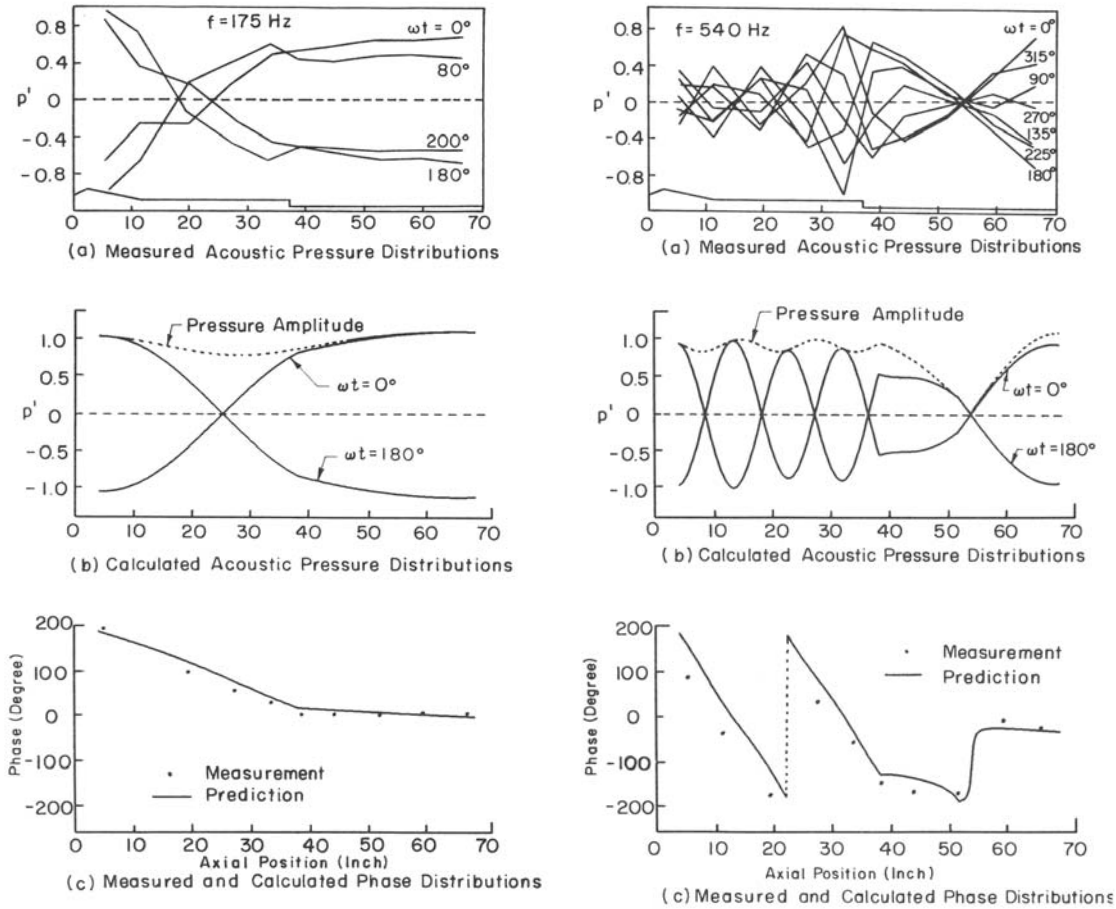 f = 175 Hz
ωt = 0°
80°
200°
180°
0.8
0.4
p' 0
-0.4
-0.8
0 10 20 30 40 50 60 70
(a) Measured Acoustic Pressure Distributions
Pressure Amplitude
ωt = 0°
ωt = 180°
1.0
0.5
p' 0
-0.5
-1.0
0 10 20 30 40 50 60 70
(b) Calculated Acoustic Pressure Distributions
200
100
0
-100
-200
Phase (Degree)
Measurement
Prediction
0 10 20 30 40 50 60 70
Axial Position (Inch)
(c) Measured and Calculated Phase Distributions
f = 540 Hz
ωt = 0°
315°
90°
270°
135°
225°
180°
0.8
0.4
p' 0
-0.4
-0.8
0 10 20 30 40 50 60 70
(a) Measured Acoustic Pressure Distributions
Pressure Amplitude
ωt = 0°
ωt = 180°
1.0
0.5
p' 0
-0.5
-1.0
0 10 20 30 40 50 60 70
(b) Calculated Acoustic Pressure Distributions
200
100
0
-100
-200
Phase (Degree)
Measurement
Prediction
0 10 20 30 40 50 60 70
Axial Position (Inch)
(c) Measured and Calculated Phase Distributions